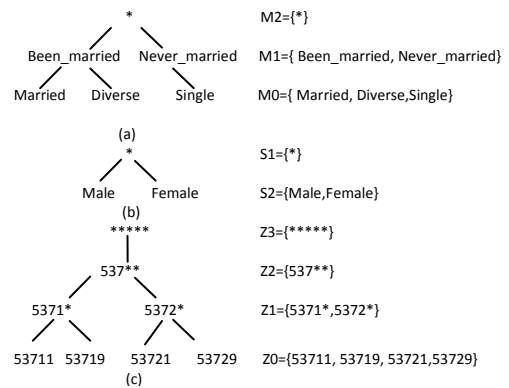 * M2={*}
Been_married Never_married M1={ Been_married, Never_married}
Married Diverse Single M0={ Married, Diverse,Single}
(a)
* S1={*}
Male Female S2={Male,Female}
(b)
***** Z3={*****}
537** Z2={537**}
5371* 5372* Z1={5371*,5372*}
53711 53719 53721 53729 Z0={53711, 53719, 53721,53729}
(c)